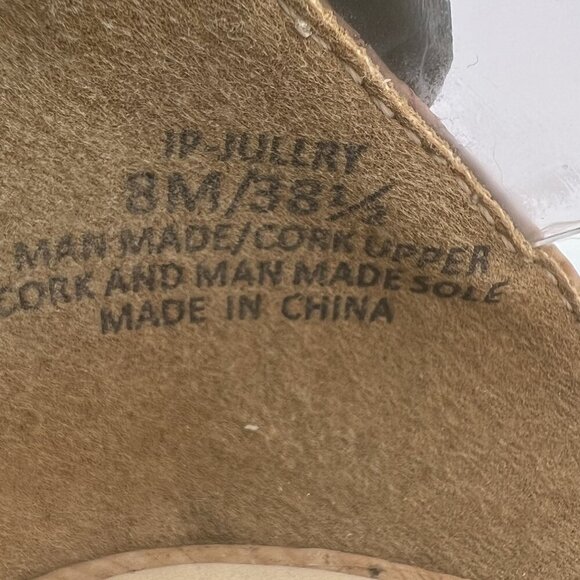 IP-JULLRY
8M/38½
MAN MADE/CORK UPPER
CORK AND MAN MADE SOLE
MADE IN CHINA